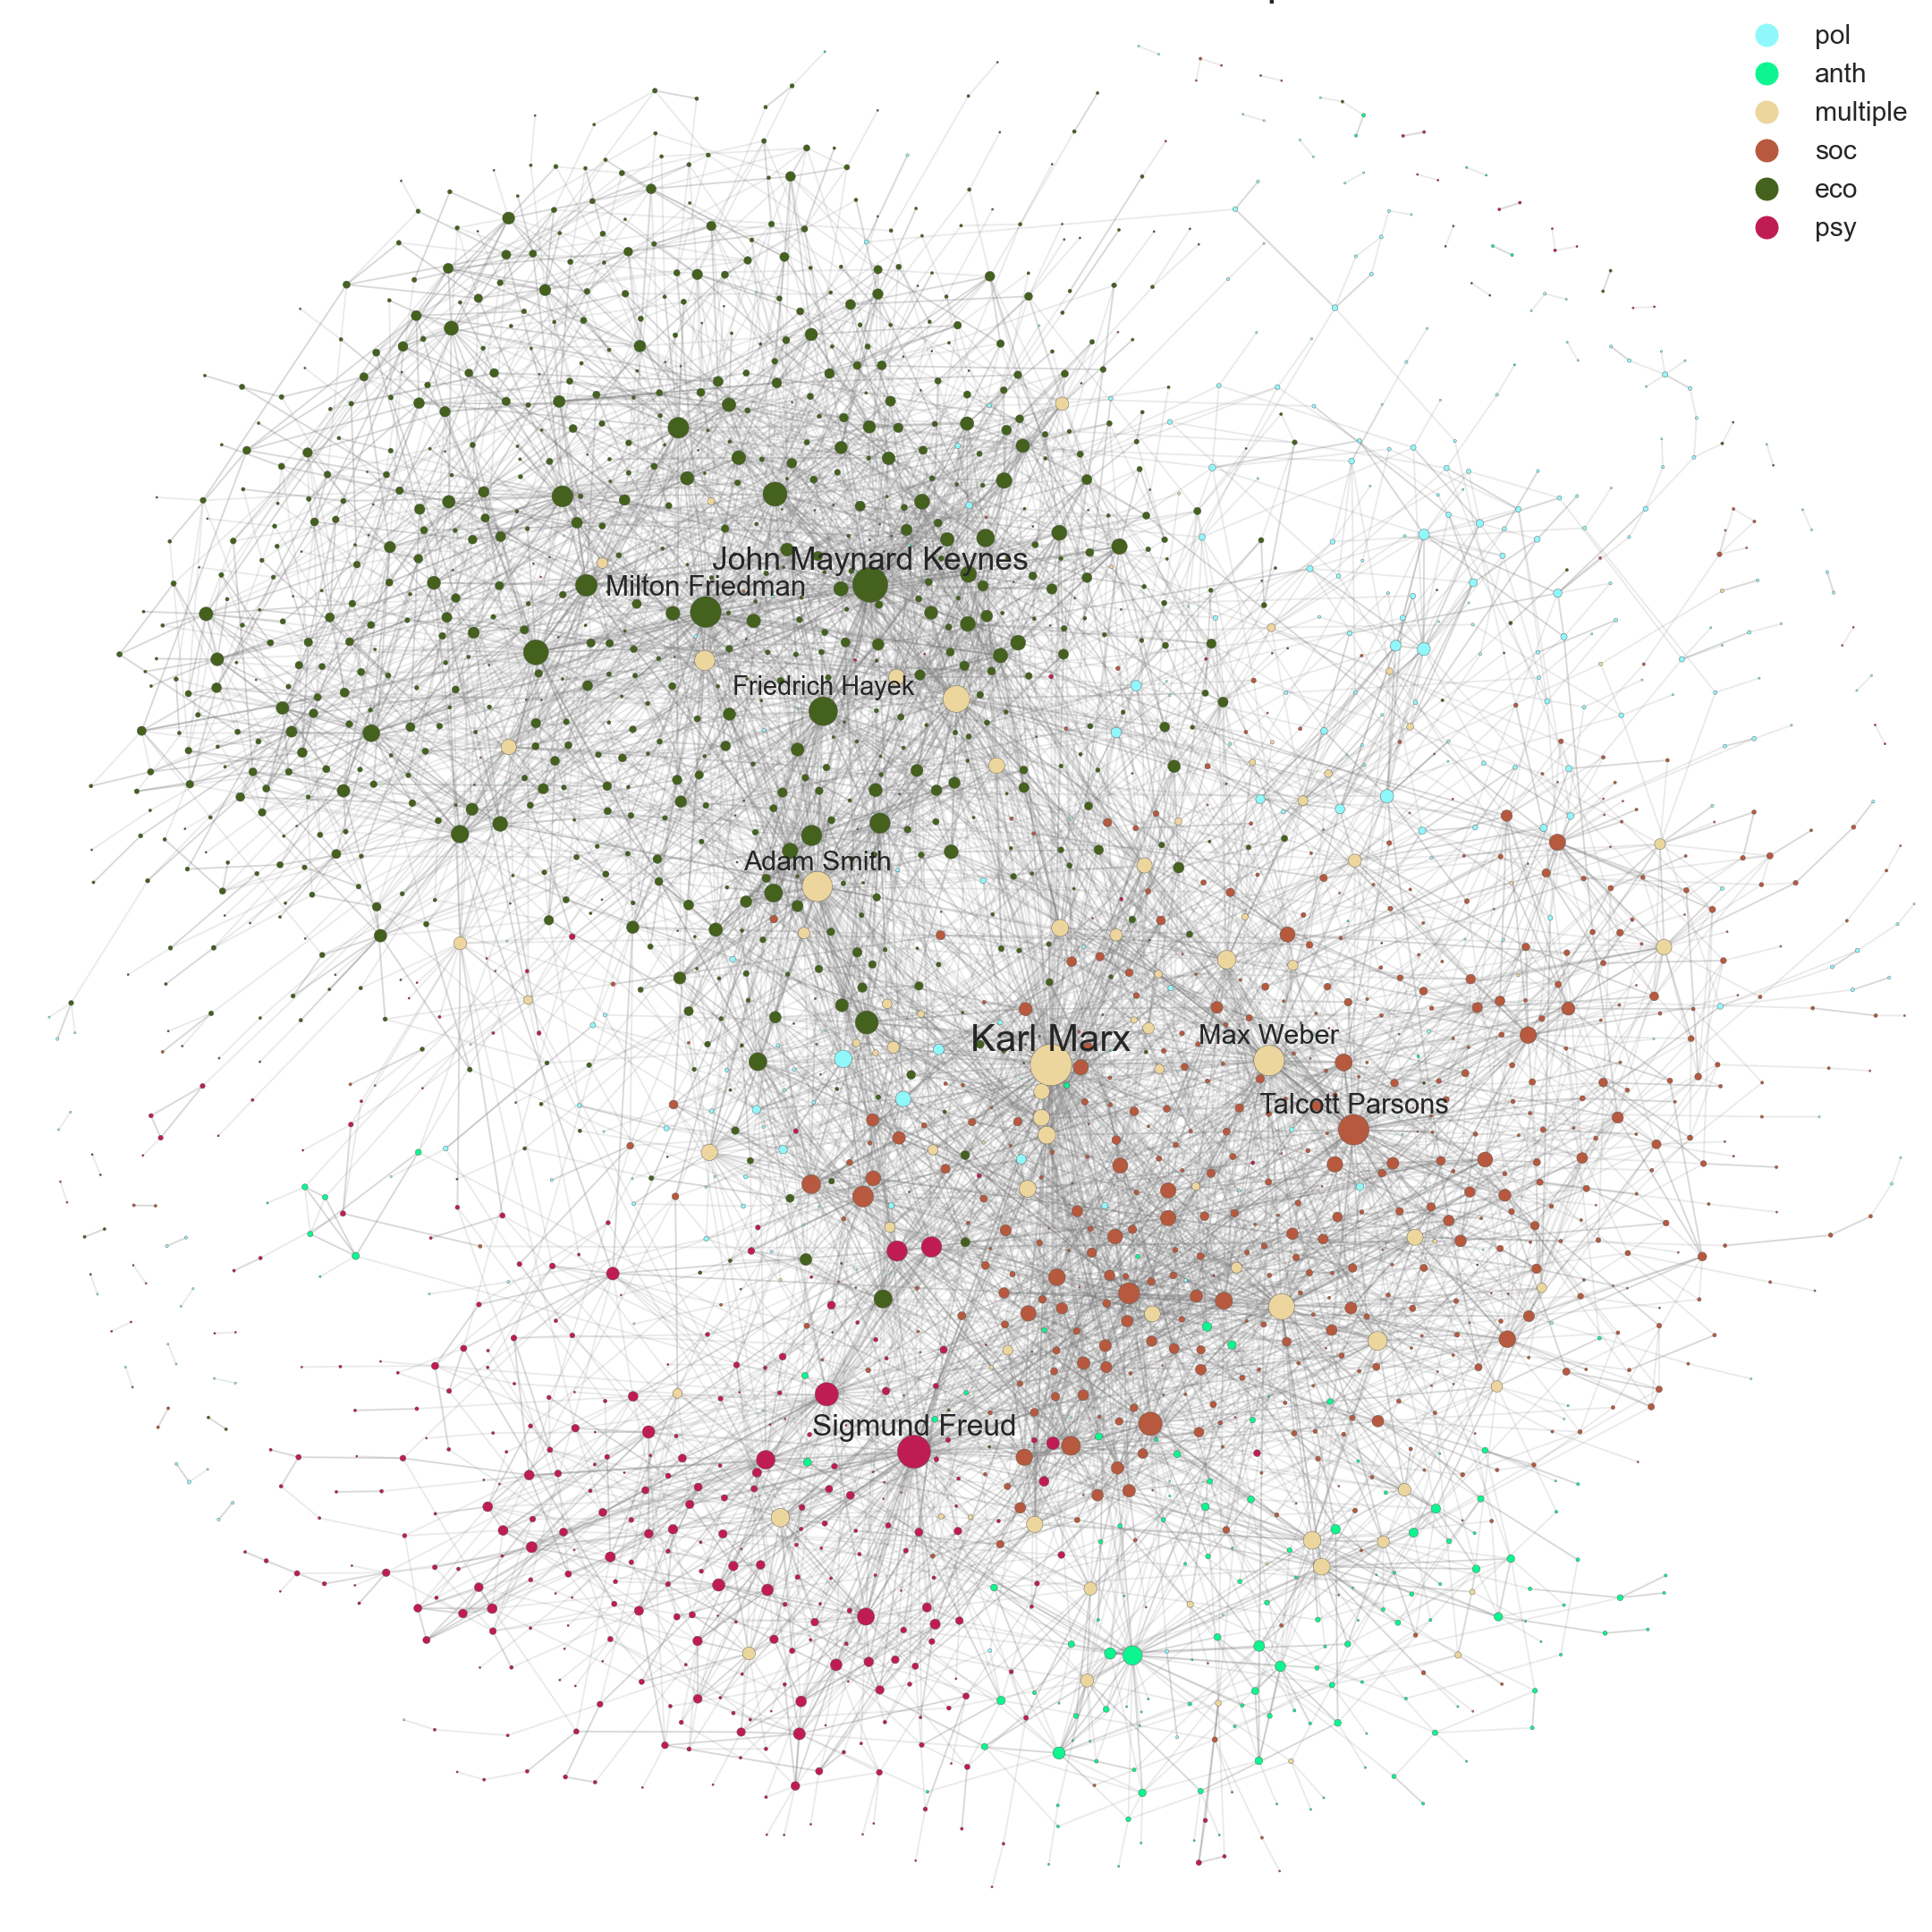 pol
anth
multiple
soc
eco
psy
John Maynard Keynes
Milton Friedman
Friedrich Hayek
Adam Smith
Karl Marx
Max Weber
Talcott Parsons
Sigmund Freud